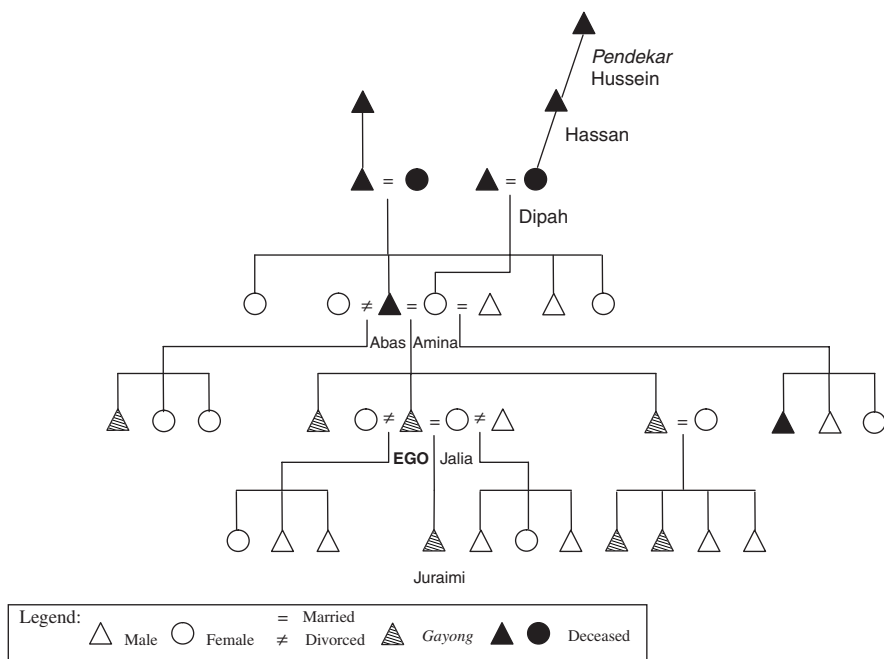 Pendekar
Hussein
Hassan
Dipah
= =
≠ = =
Abas Amina
≠ = ≠ =
EGO Jalia
Juraimi
Legend:
Male Female = Married
≠ Divorced Gayong Deceased